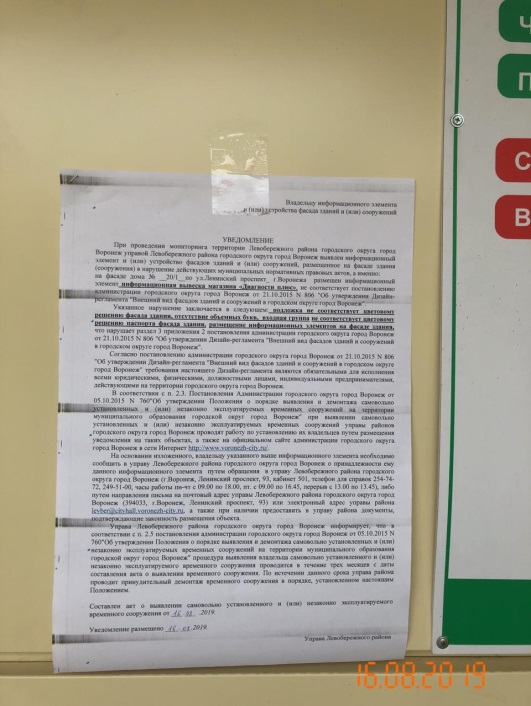 Владельцу информационного элемента
и (или) устройства фасада зданий и (или) сооружений
УВЕДОМЛЕНИЕ
При проведении мониторинга территории Левобережного района городского округа город
Воронеж управой Левобережного района городского округа город Воронеж выявлен информационный
элемент и (или) устройство фасадов зданий и (или) сооружений, размещенное на фасаде здания
(сооружения) в нарушение действующих муниципальных нормативных правовых актов, а именно:
на фасаде дома № 20/1 по ул.Ленинский проспект, г.Воронежа размещен информационный
элемент информационная вывеска магазина «Диагности плюс», не соответствует постановлению
администрации городского округа город Воронеж от 21.10.2015 N 806 "Об утверждении Дизайн-
регламента "Внешний вид фасадов зданий и сооружений в городском округе город Воронеж".
Указанное нарушение заключается в следующем: подложка не соответствует цветовому
решению фасада здания, отсутствие объемных букв, входная группа не соответствует цветовому
решению паспорта фасада здания, размещение информационных элементов на фасаде здания,
что нарушает раздел 3 приложения 2 постановления администрации городского округа город Воронеж
от 21.10.2015 N 806 "Об утверждении Дизайн-регламента "Внешний вид фасадов зданий и сооружений
в городском округе город Воронеж".
Согласно постановлению администрации городского округа город Воронеж от 21.10.2015 N 806
"Об утверждении Дизайн-регламента "Внешний вид фасадов зданий и сооружений в городском округе
город Воронеж" требования настоящего Дизайн-регламента являются обязательными для исполнения
всеми юридическими, физическими, должностными лицами, индивидуальными предпринимателями,
действующими на территории городского округа город Воронеж.
В соответствии с п. 2.3. Постановления Администрации городского округа город Воронеж от
05.10.2015 N 760"Об утверждении Положения о порядке выявления и демонтажа самовольно
установленных и (или) незаконно эксплуатируемых временных сооружений на территории
муниципального образования городской округ город Воронеж" при выявлении самовольно
установленных и (или) незаконно эксплуатируемых временных сооружений управы районов
городского округа город Воронеж проводят работу по установлению их владельцев путем размещения
уведомления на таких объектах, а также на официальном сайте администрации городского округа
город Воронеж в сети Интернет http://www.voronezh-city.ru/.
На основании изложенного, владельцу указанного выше информационного элемента необходимо
сообщить в управу Левобережного района городского округа город Воронеж о принадлежности ему
данного информационного элемента путем обращения в управу Левобережного района городского
округа город Воронеж (г.Воронеж, Ленинский проспект, 93, кабинет 501, телефон для справок 254-74-
72, 249-51-00, часы работы пн-чт с 09.00 по 18.00, пт. с 09.00 по 16.45, перерыв с 13.00 по 13.45), либо
путем направления письма на почтовый адрес управы Левобережного района городского округа город
Воронеж (394033, г.Воронеж, Ленинский проспект, 93) или электронный адрес управы района
levber@cityhall.voronezh-city.ru, а также при наличии предоставить в управу района документы,
подтверждающие законность размещения объекта.
Управа Левобережного района городского округа город Воронеж информирует, что в
соответствии с п. 2.5 постановления администрации городского округа город Воронеж от 05.10.2015 N
760"Об утверждении Положения о порядке выявления и демонтажа самовольно установленных и (или)
незаконно эксплуатируемых временных сооружений на территории муниципального образования
городской округ город Воронеж" процедура выявления владельца самовольно установленного и (или)
незаконно эксплуатируемого временного сооружения проводится в течение трех месяцев с даты
составления акта о выявлении временного сооружения. По истечении данного срока управа района
проводит принудительный демонтаж временного сооружения в порядке, установленном настоящим
Положением.
Составлен акт о выявлении самовольно установленного и (или) незаконно эксплуатируемого
временного сооружения от 16.08.2019.
Уведомление размещено 16.08.2019
Управа Левобережного района
Ч
П
С
В
16.08.2019